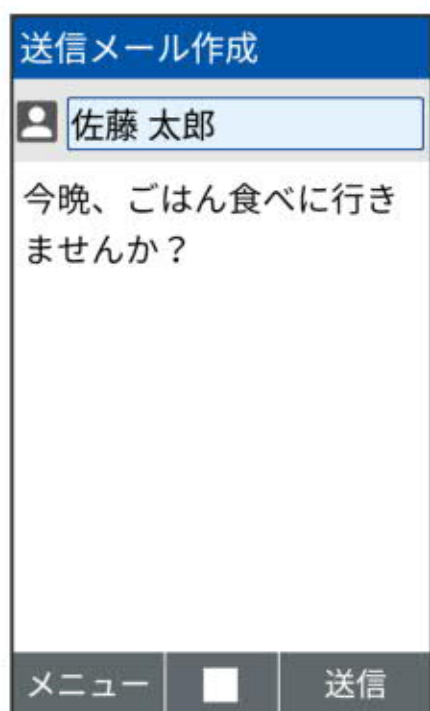 送信メール作成
佐藤 太郎
今晩、ごはん食べに行き
ませんか？
メニュー
送信